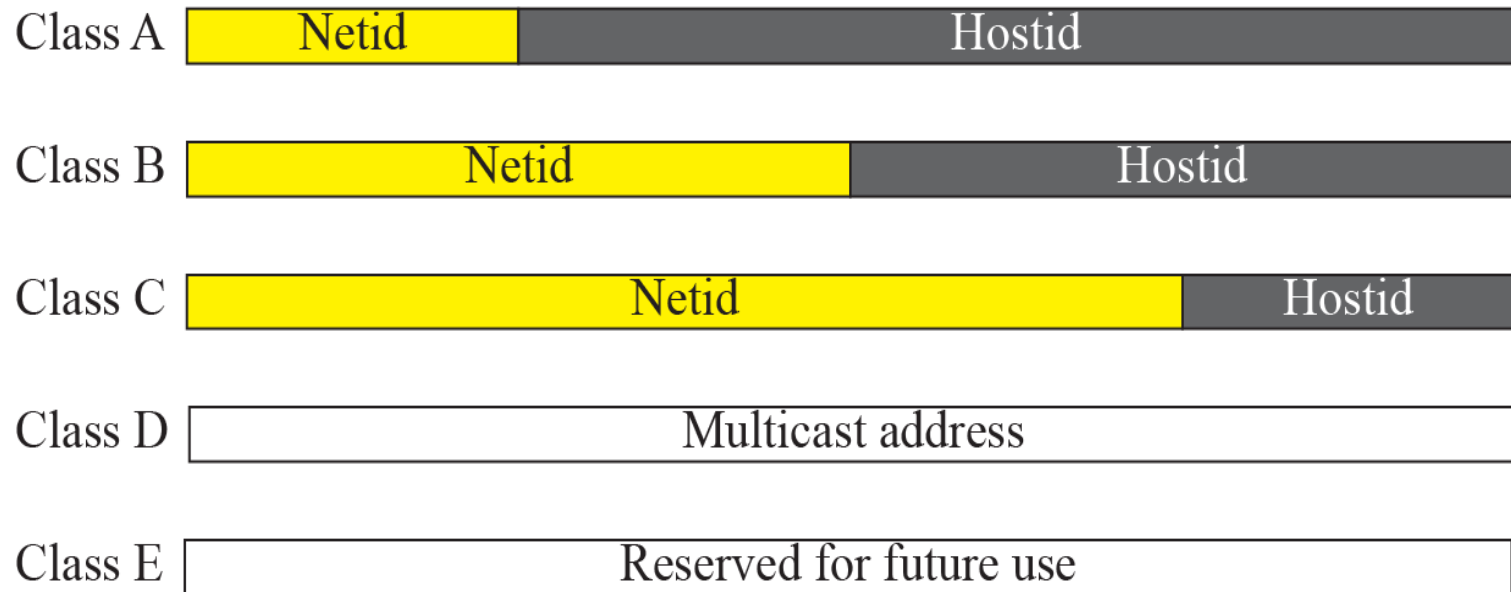 Class A Netid Hostid
Class B Netid Hostid
Class C Netid Hostid
Class D Multicast address
Class E Reserved for future use